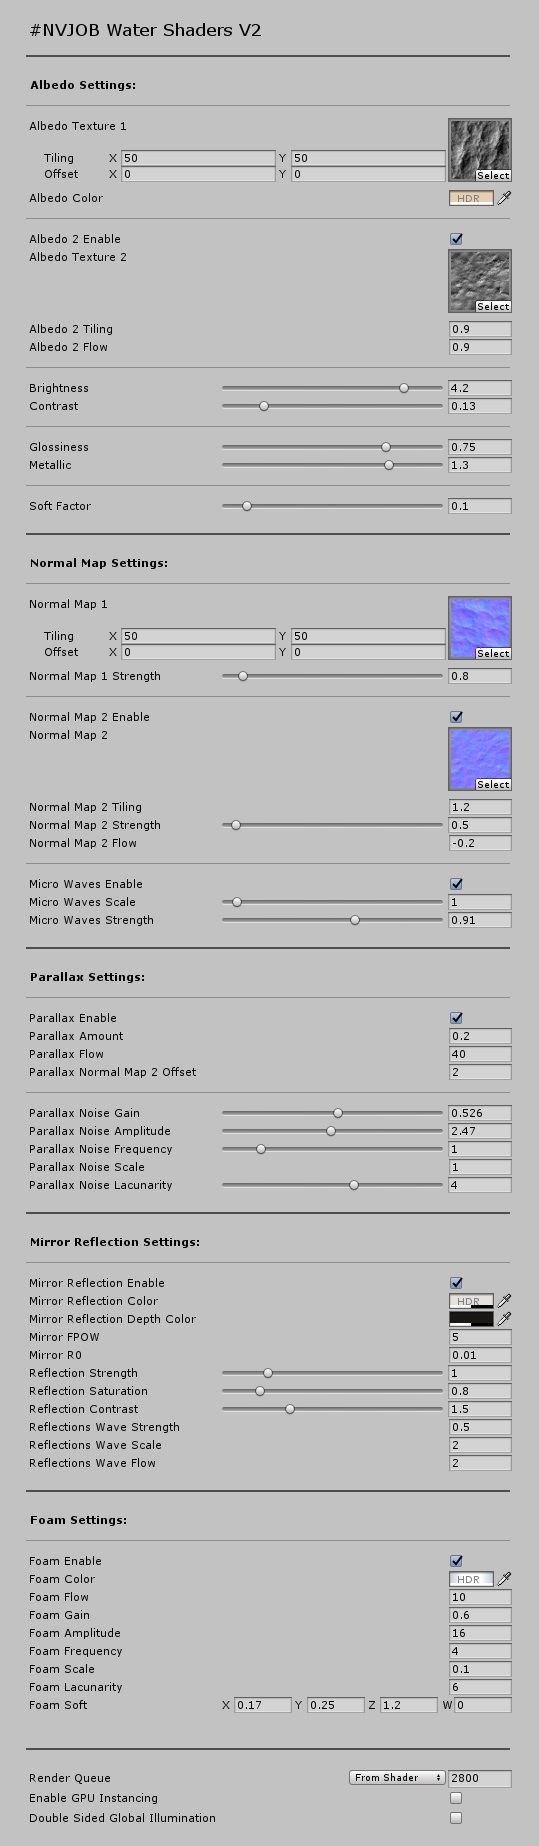 #NVJOB Water Shaders V2
Albedo Settings:
Albedo Texture 1
Tiling X 50 Y 50
Offset X 0 Y 0
Select
Albedo Color HDR
Albedo 2 Enable
Albedo Texture 2
Select
Albedo 2 Tiling 0.9
Albedo 2 Flow 0.9
Brightness 4.2
Contrast 0.13
Glossiness 0.75
Metallic 1.3
Soft Factor 0.1
Normal Map Settings:
Normal Map 1
Tiling X 50 Y 50
Offset X 0 Y 0
Select
Normal Map 1 Strength 0.8
Normal Map 2 Enable
Normal Map 2
Select
Normal Map 2 Tiling 1.2
Normal Map 2 Strength 0.5
Normal Map 2 Flow -0.2
Micro Waves Enable
Micro Waves Scale 1
Micro Waves Strength 0.91
Parallax Settings:
Parallax Enable
Parallax Amount 0.2
Parallax Flow 40
Parallax Normal Map 2 Offset 2
Parallax Noise Gain 0.526
Parallax Noise Amplitude 2.47
Parallax Noise Frequency 1
Parallax Noise Scale 1
Parallax Noise Lacunarity 4
Mirror Reflection Settings:
Mirror Reflection Enable
Mirror Reflection Color HDR
Mirror Reflection Depth Color
Mirror FPOW 5
Mirror R0 0.01
Reflection Strength 1
Reflection Saturation 0.8
Reflection Contrast 1.5
Reflections Wave Strength 0.5
Reflections Wave Scale 2
Reflections Wave Flow 2
Foam Settings:
Foam Enable
Foam Color HDR
Foam Flow 10
Foam Gain 0.6
Foam Amplitude 16
Foam Frequency 4
Foam Scale 0.1
Foam Lacunarity 6
Foam Soft X 0.17 Y 0.25 Z 1.2 W 0
Render Queue From Shader 2800
Enable GPU Instancing
Double Sided Global Illumination